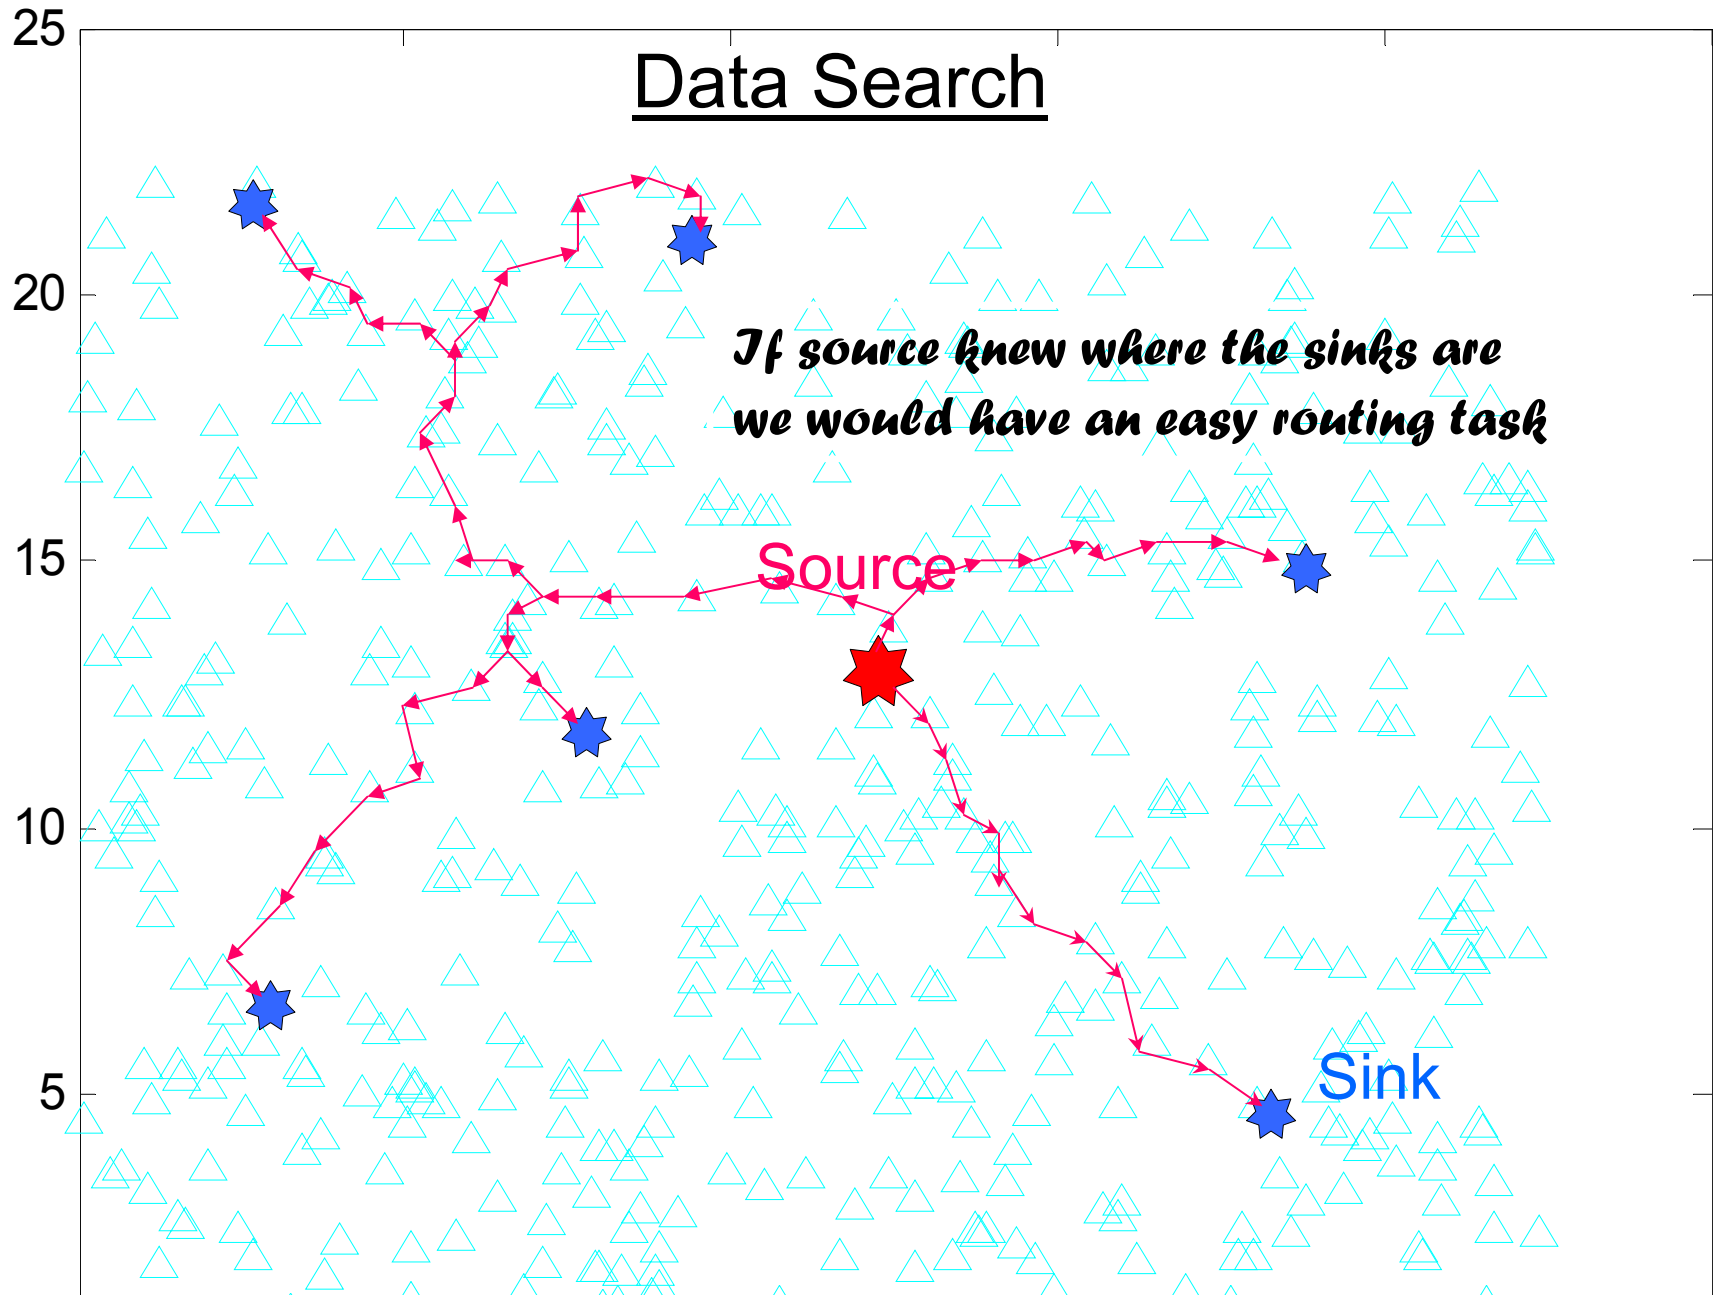 25
Data Search
20
If source knew where the sinks are
we would have an easy routing task
15
Source
10
5
Sink